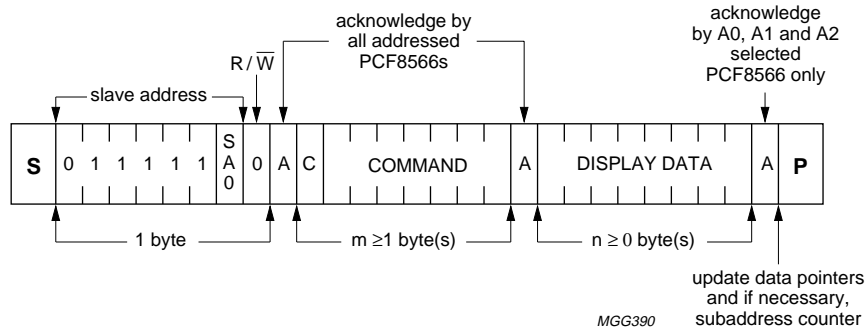 acknowledge by
all addressed
PCF8566s
acknowledge
by A0, A1 and A2
selected
PCF8566 only
R / W
slave address
S 0 1 1 1 1 1 SA0 0 A C COMMAND A DISPLAY DATA A P
1 byte
m ≥1 byte(s)
n ≥ 0 byte(s)
update data pointers
and if necessary,
subaddress counter
MGG390